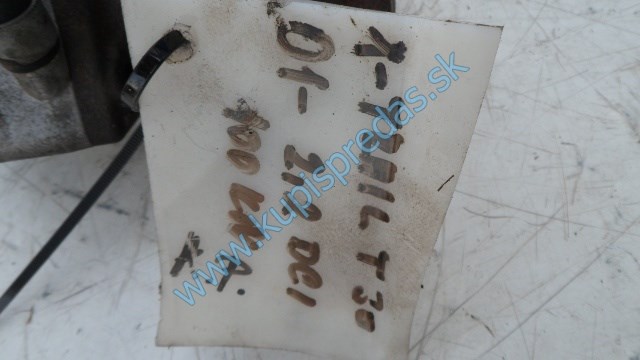 X-TRAIL T30
01-
2,2 DCI
100 KW
www.kupispredas.sk